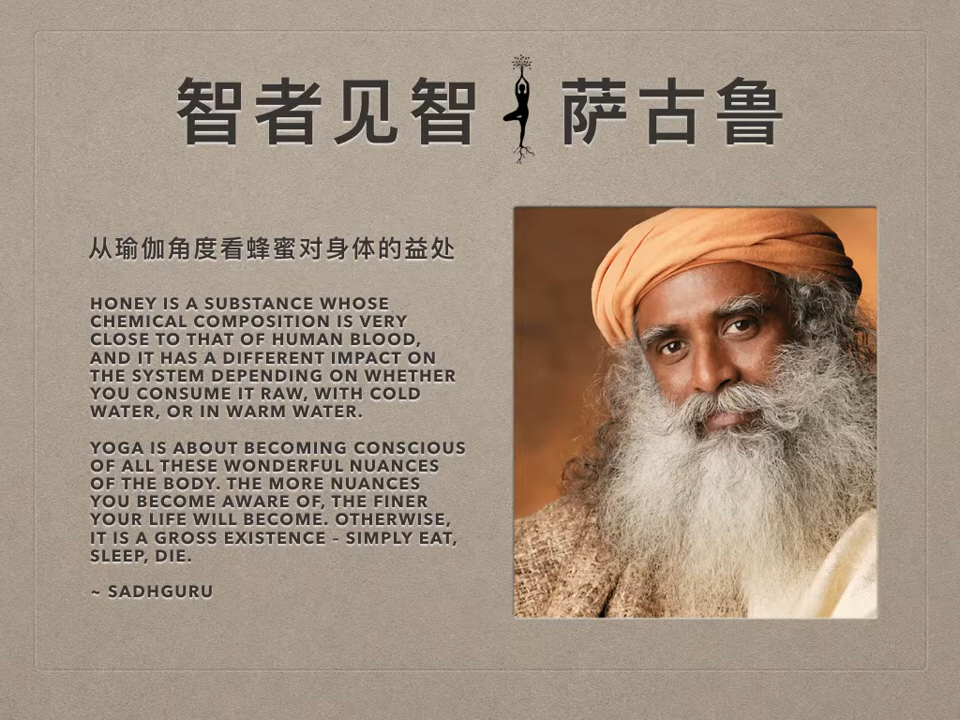 智者见智 萨古鲁
从瑜伽角度看蜂蜜对身体的益处
HONEY IS A SUBSTANCE WHOSE
CHEMICAL COMPOSITION IS VERY
CLOSE TO THAT OF HUMAN BLOOD,
AND IT HAS A DIFFERENT IMPACT ON
THE SYSTEM DEPENDING ON WHETHER
YOU CONSUME IT RAW, WITH COLD
WATER, OR IN WARM WATER.
YOGA IS ABOUT BECOMING CONSCIOUS
OF ALL THESE WONDERFUL NUANCES
OF THE BODY. THE MORE NUANCES
YOU BECOME AWARE OF, THE FINER
YOUR LIFE WILL BECOME. OTHERWISE,
IT IS A GROSS EXISTENCE – SIMPLY EAT,
SLEEP, DIE.
~ SADHGURU